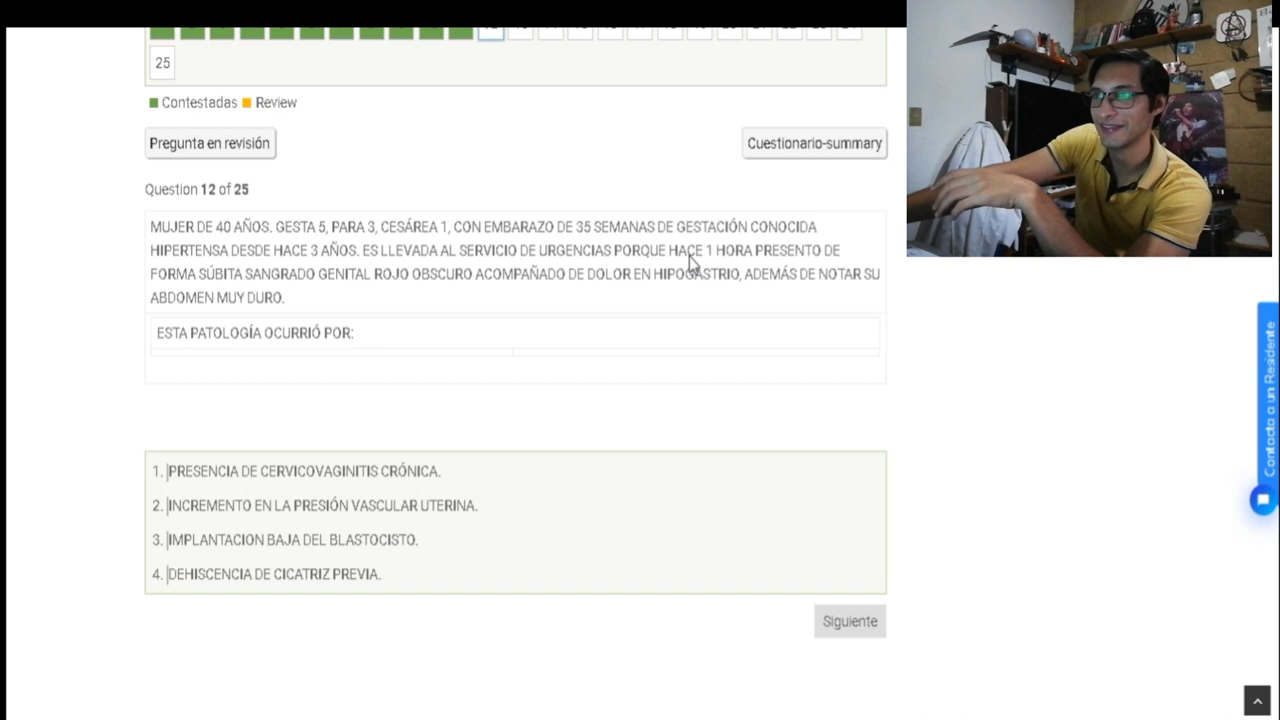 25
Contestadas Review
Pregunta en revisión
Cuestionario-summary
Question 12 of 25
MUJER DE 40 AÑOS. GESTA 5, PARA 3, CESÁREA 1, CON EMBARAZO DE 35 SEMANAS DE GESTACIÓN CONOCIDA
HIPERTENSA DESDE HACE 3 AÑOS. ES LLEVADA AL SERVICIO DE URGENCIAS PORQUE HACE 1 HORA PRESENTO DE
FORMA SÚBITA SANGRADO GENITAL ROJO OBSCURO ACOMPAÑADO DE DOLOR EN HIPOGASTRIO, ADEMÁS DE NOTAR SU
ABDOMEN MUY DURO.
ESTA PATOLOGÍA OCURRIÓ POR:
1. PRESENCIA DE CERVICOVAGINITIS CRÓNICA.
2. INCREMENTO EN LA PRESIÓN VASCULAR UTERINA.
3. IMPLANTACION BAJA DEL BLASTOCISTO.
4. DEHISCENCIA DE CICATRIZ PREVIA.
Siguiente
Contacta a un Residente